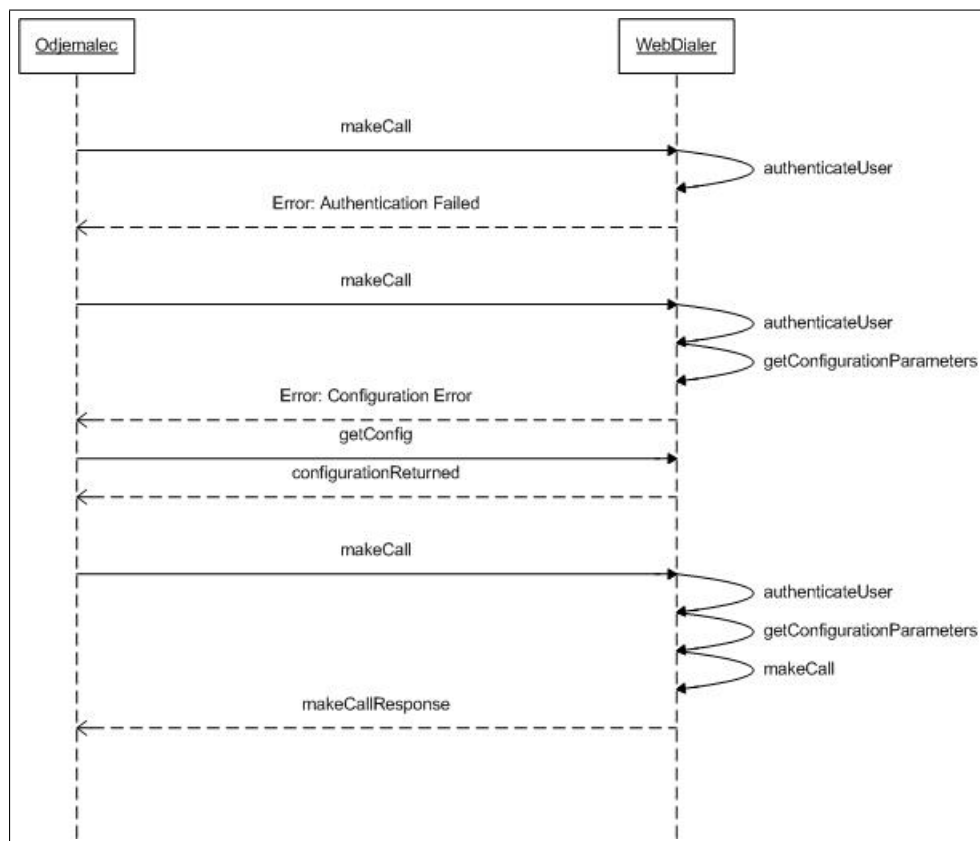 Odjemalec
WebDialer
makeCall
authenticateUser
Error: Authentication Failed
makeCall
authenticateUser
getConfigurationParameters
Error: Configuration Error
getConfig
configurationReturned
makeCall
authenticateUser
getConfigurationParameters
makeCall
makeCallResponse